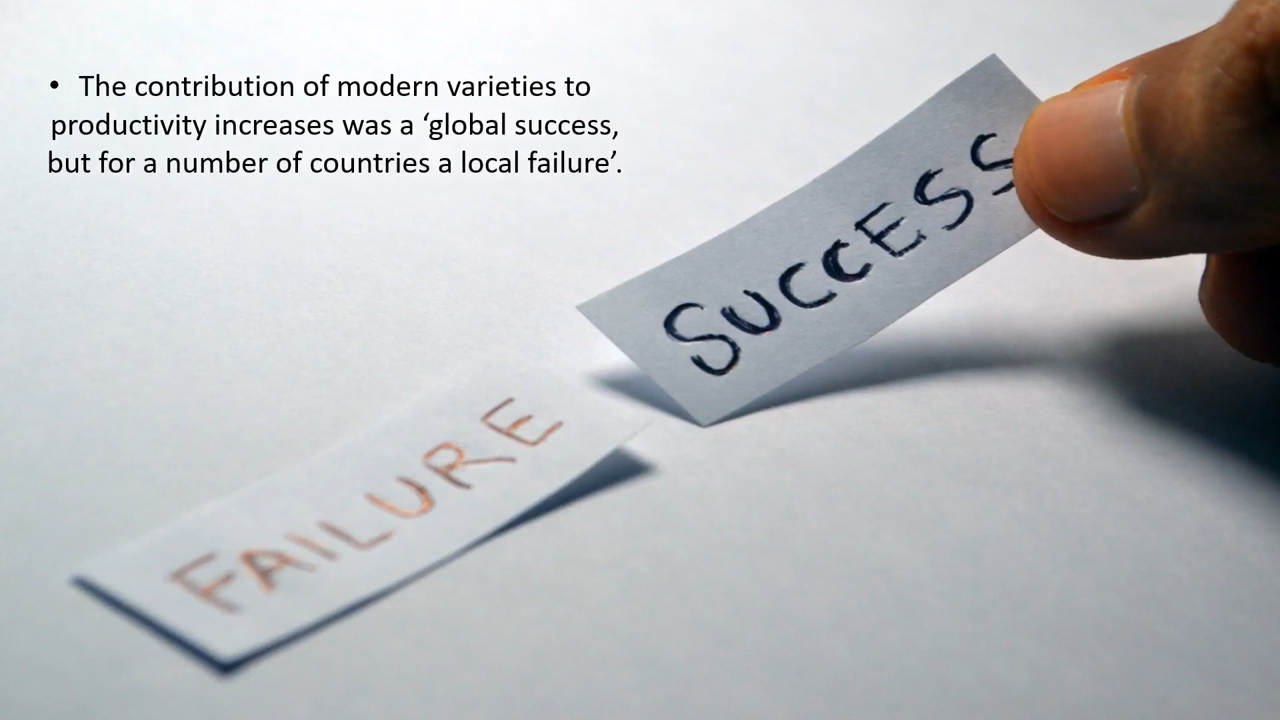 • The contribution of modern varieties to
productivity increases was a ‘global success,
but for a number of countries a local failure’.
SUCCESS
FAILURE